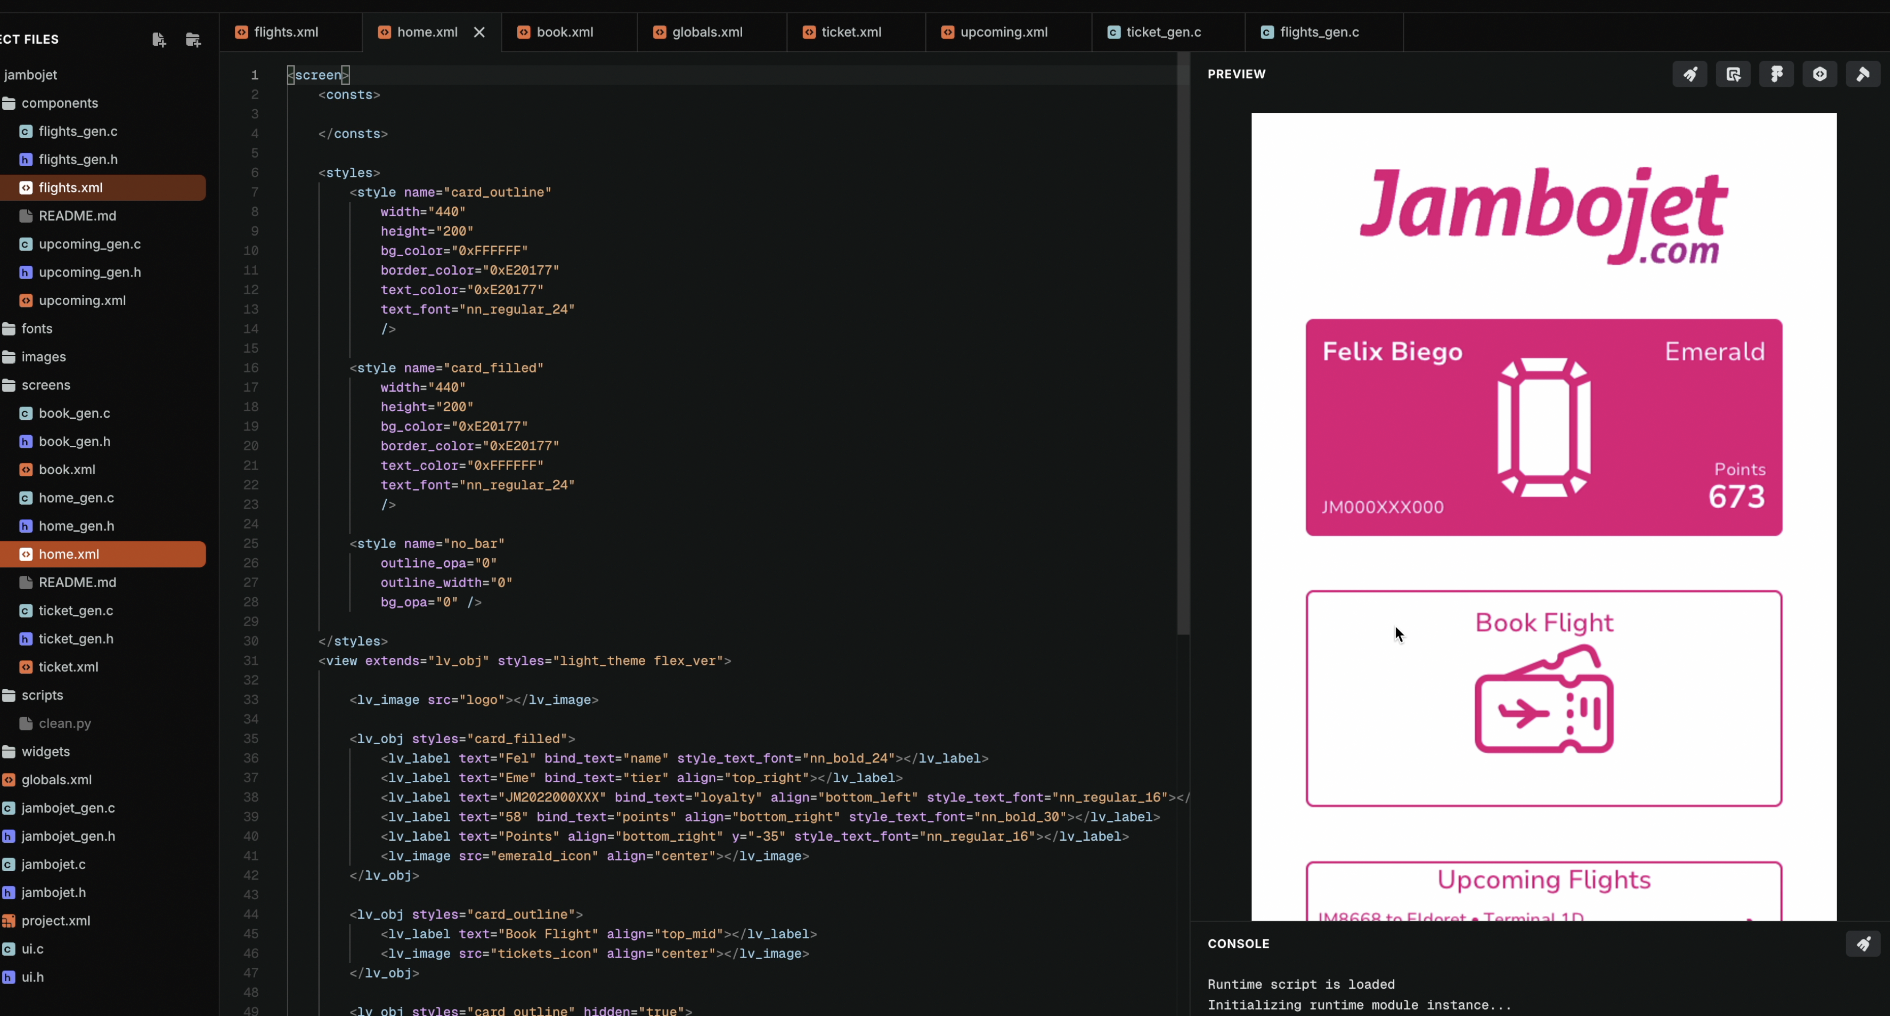 CT FILES
jambojet
components
flights_gen.c
flights_gen.h
flights.xml
README.md
upcoming_gen.c
upcoming_gen.h
upcoming.xml
fonts
images
screens
book_gen.c
book_gen.h
book.xml
home_gen.c
home_gen.h
home.xml
README.md
ticket_gen.c
ticket_gen.h
ticket.xml
scripts
clean.py
widgets
globals.xml
jambojet_gen.c
jambojet_gen.h
jambojet.c
jambojet.h
project.xml
ui.c
ui.h
flights.xml home.xml book.xml globals.xml ticket.xml upcoming.xml ticket_gen.c flights_gen.c
1 <screen>
2 <consts>
3
4 </consts>
5
6 <styles>
7 <style name="card_outline"
8 width="440"
9 height="200"
10 bg_color="0xFFFFFF"
11 border_color="0xE20177"
12 text_color="0xE20177"
13 text_font="nn_regular_24"
14 />
15
16 <style name="card_filled"
17 width="440"
18 height="200"
19 bg_color="0xE20177"
20 border_color="0xE20177"
21 text_color="0xFFFFFF"
22 text_font="nn_regular_24"
23 />
24
25 <style name="no_bar"
26 outline_opa="0"
27 outline_width="0"
28 bg_opa="0" />
29
30 </styles>
31 <view extends="lv_obj" styles="light_theme flex_ver">
32
33 <lv_image src="logo"></lv_image>
34
35 <lv_obj styles="card_filled">
36 <lv_label text="Fel" bind_text="name" style_text_font="nn_bold_24"></lv_label>
37 <lv_label text="Eme" bind_text="tier" align="top_right"></lv_label>
38 <lv_label text="JM2022000XXX" bind_text="loyalty" align="bottom_left" style_text_font="nn_regular_16"></
39 <lv_label text="58" bind_text="points" align="bottom_right" style_text_font="nn_bold_30"></lv_label>
40 <lv_label text="Points" align="bottom_right" y="-35" style_text_font="nn_regular_16"></lv_label>
41 <lv_image src="emerald_icon" align="center"></lv_image>
42 </lv_obj>
43
44 <lv_obj styles="card_outline">
45 <lv_label text="Book Flight" align="top_mid"></lv_label>
46 <lv_image src="tickets_icon" align="center"></lv_image>
47 </lv_obj>
48
49 <lv_obj styles="card_outline" hidden="true">
PREVIEW
Jambojet
.com
Felix Biego Emerald
Points
673
JM000XXX000
Book Flight
Upcoming Flights
JM8668 to Eldoret • Terminal 1D
CONSOLE
Runtime script is loaded
Initializing runtime module instance...